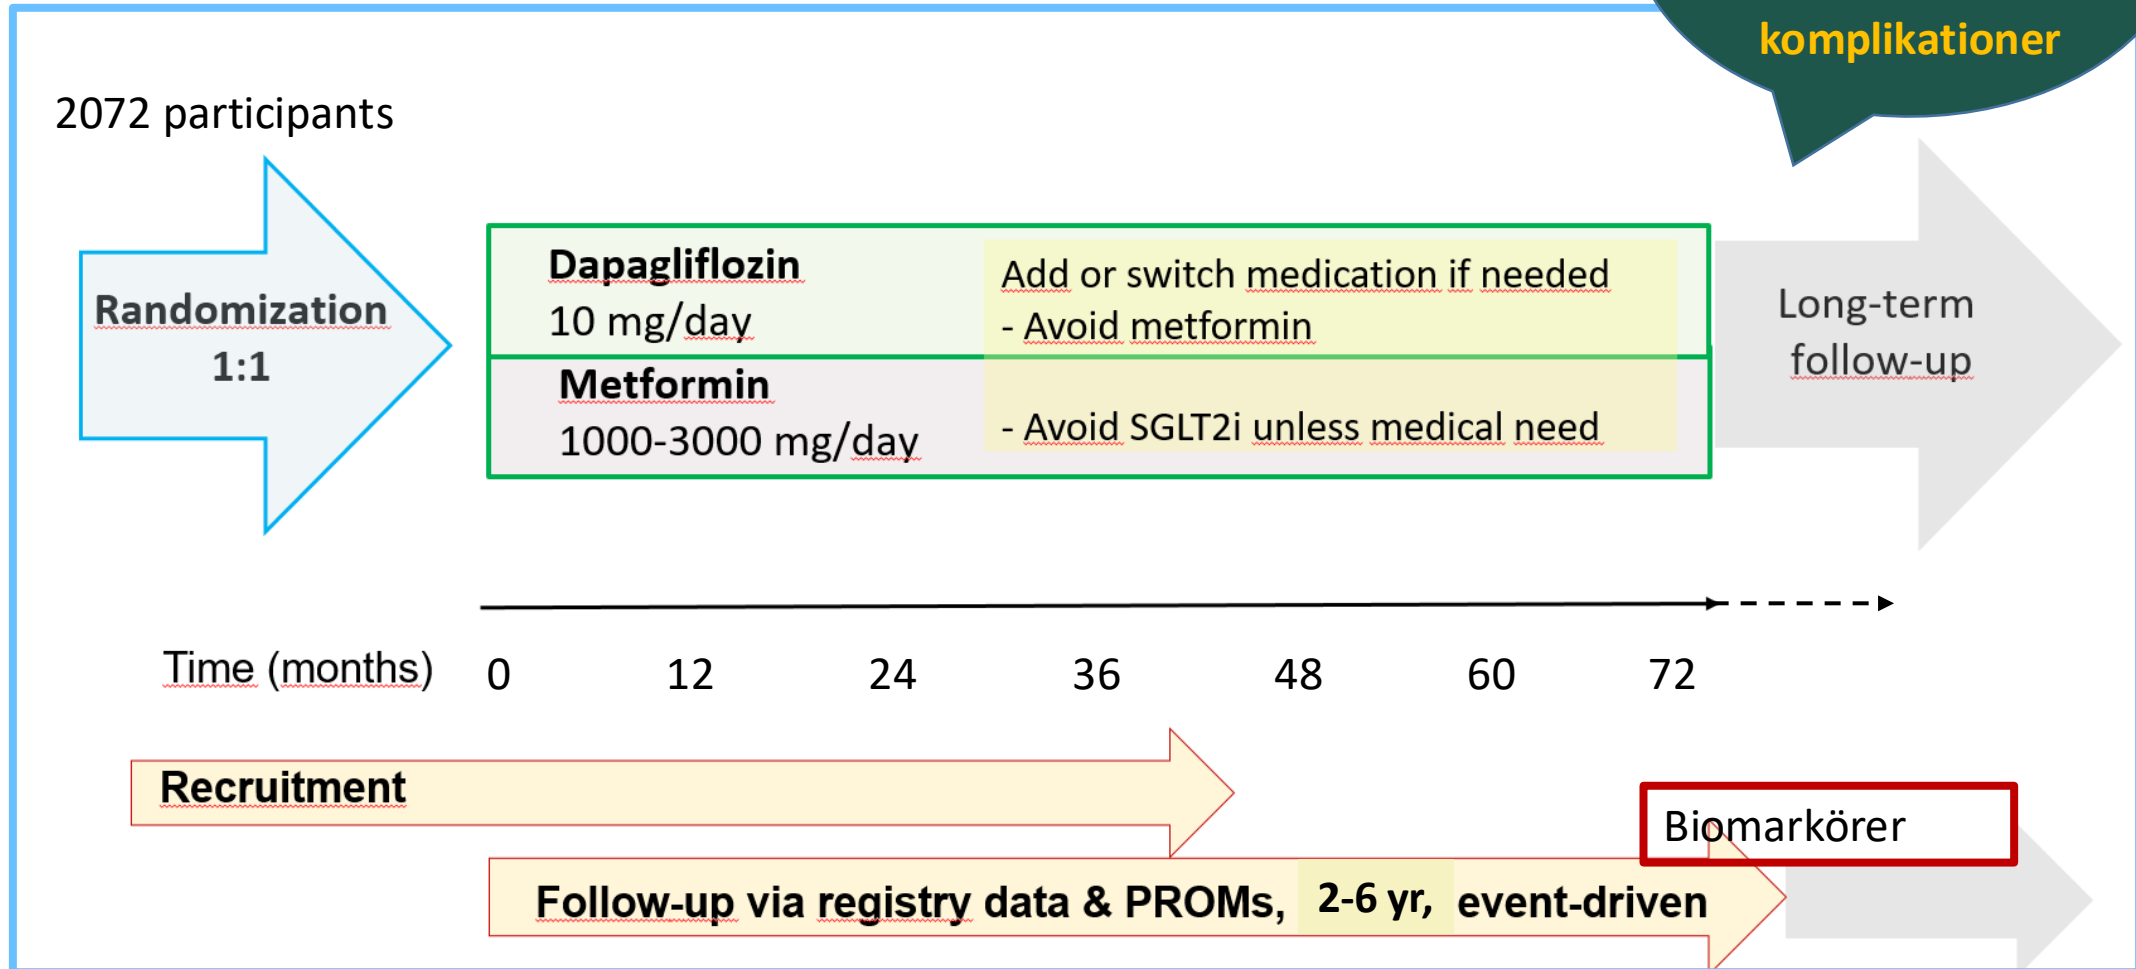 komplikationer
2072 participants
Randomization
1:1
Dapagliflozin
10 mg/day
Add or switch medication if needed
- Avoid metformin
Metformin
1000-3000 mg/day
- Avoid SGLT2i unless medical need
Long-term
follow-up
Time (months) 0 12 24 36 48 60 72
Recruitment
Biomarkörer
Follow-up via registry data & PROMs, 2-6 yr, event-driven